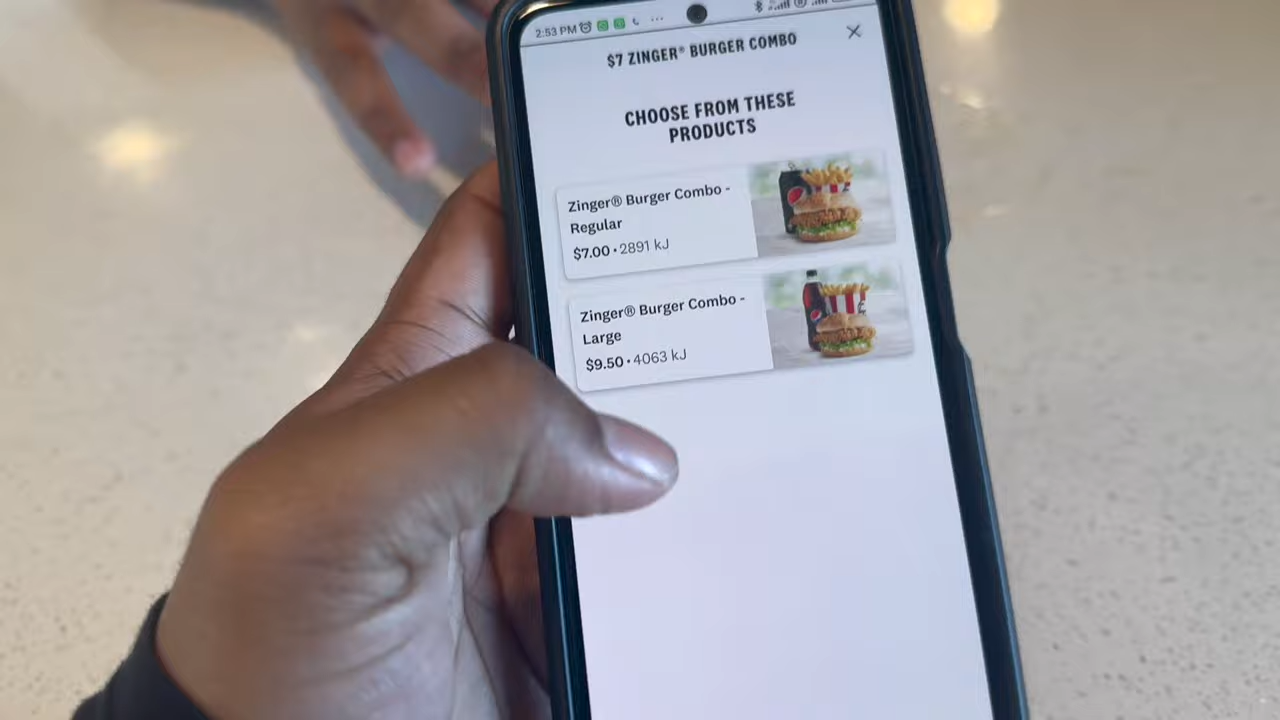 2:53 PM
$7 ZINGER® BURGER COMBO
CHOOSE FROM THESE
PRODUCTS
Zinger® Burger Combo -
Regular
$7.00 • 2891 kJ
Zinger® Burger Combo -
Large
$9.50 • 4063 kJ